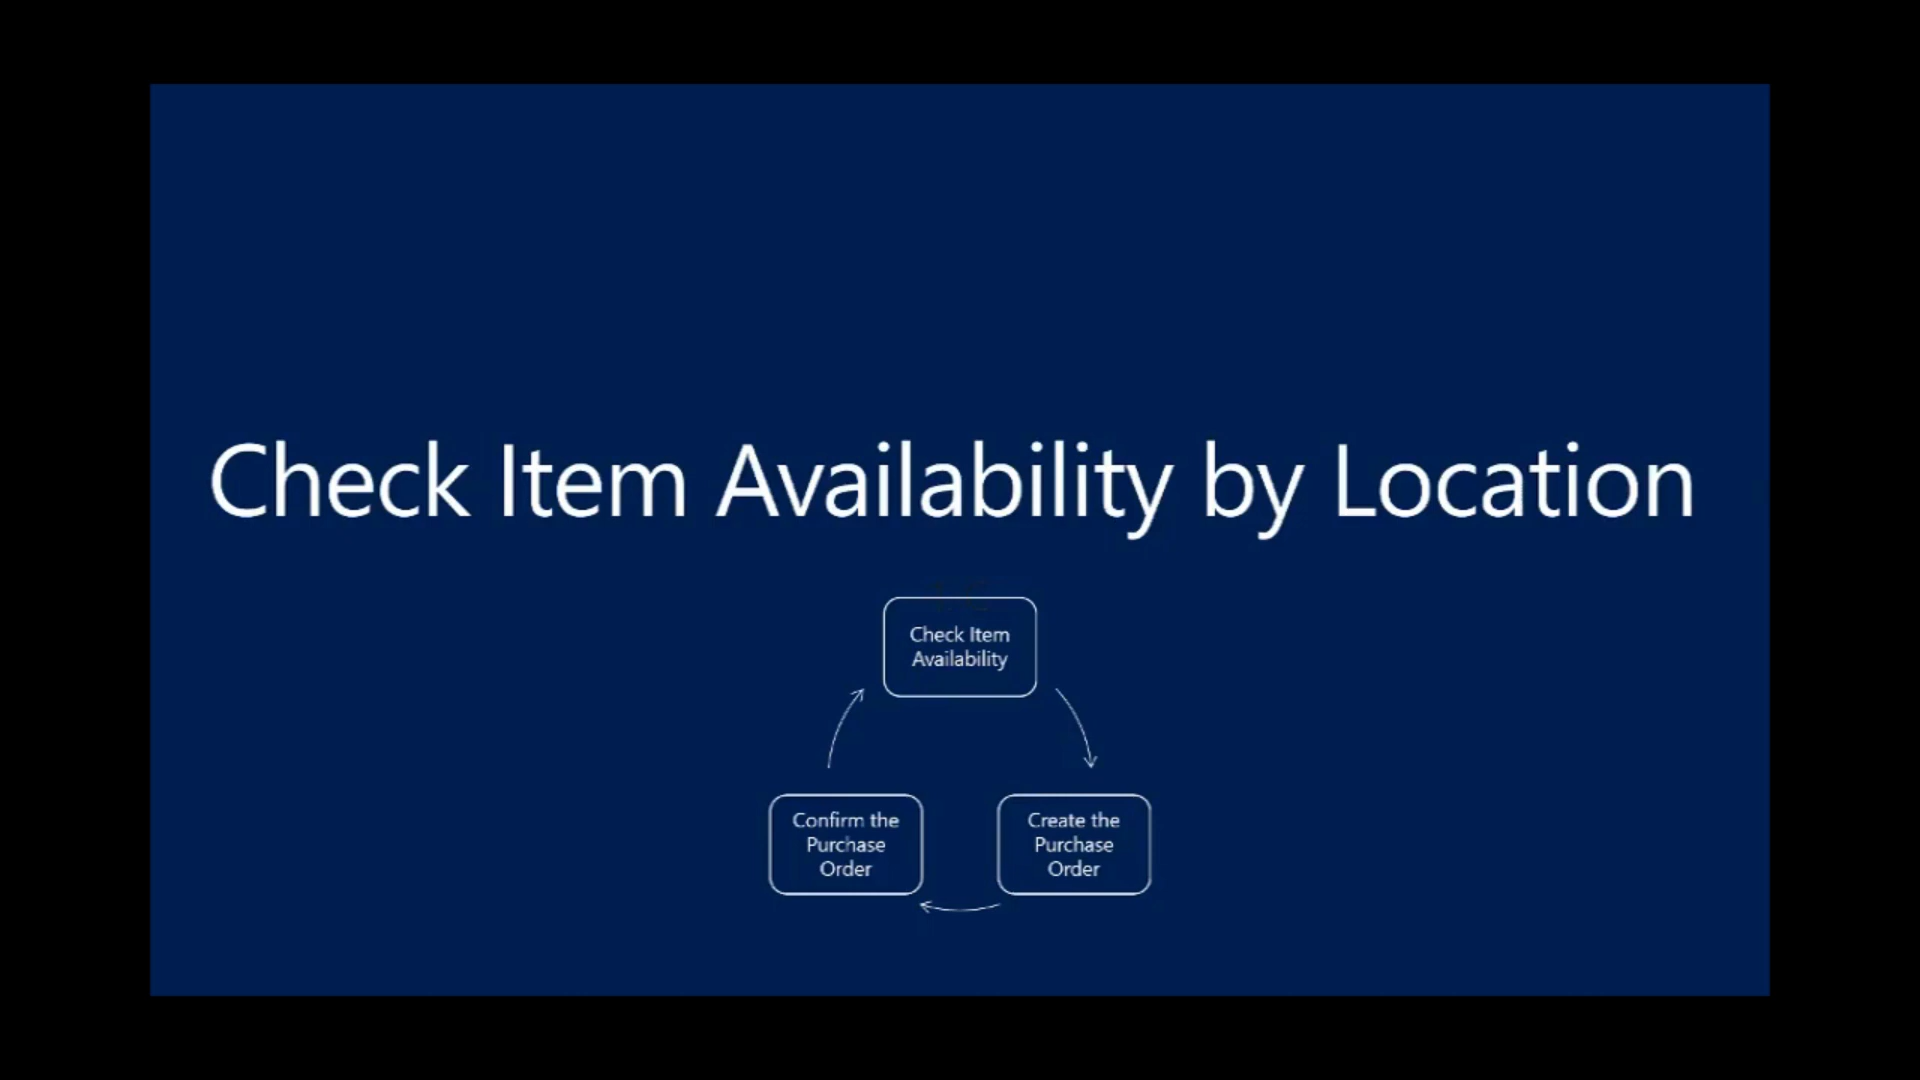 Check Item Availability by Location
Check Item
Availability
Confirm the
Purchase
Order
Create the
Purchase
Order